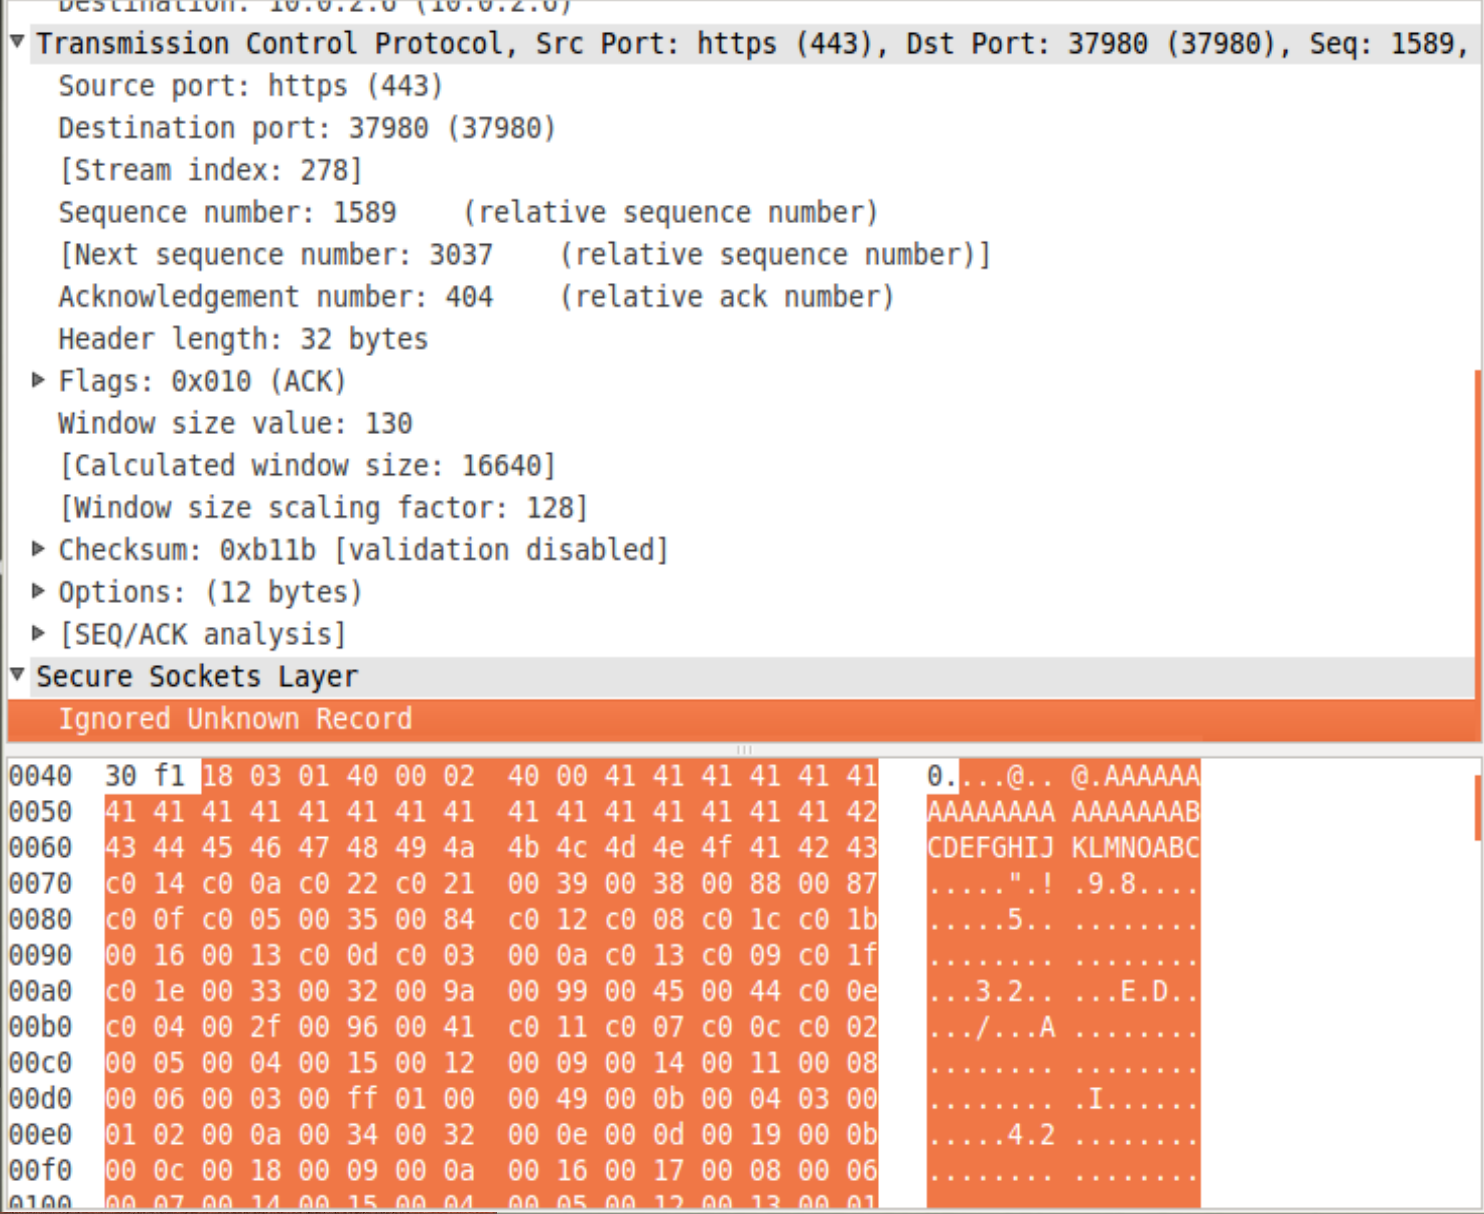 Destination: 10.0.2.6 (10.0.2.6)
Transmission Control Protocol, Src Port: https (443), Dst Port: 37980 (37980), Seq: 1589,
Source port: https (443)
Destination port: 37980 (37980)
[Stream index: 278]
Sequence number: 1589    (relative sequence number)
[Next sequence number: 3037    (relative sequence number)]
Acknowledgement number: 404    (relative ack number)
Header length: 32 bytes
Flags: 0x010 (ACK)
Window size value: 130
[Calculated window size: 16640]
[Window size scaling factor: 128]
Checksum: 0xb11b [validation disabled]
Options: (12 bytes)
[SEQ/ACK analysis]
Secure Sockets Layer
Ignored Unknown Record
0040  30 f1 18 03 01 40 00 02  40 00 41 41 41 41 41 41   0....@.. @.AAAAAA
0050  41 41 41 41 41 41 41 41  41 41 41 41 41 41 41 42   AAAAAAAA AAAAAAAB
0060  43 44 45 46 47 48 49 4a  4b 4c 4d 4e 4f 41 42 43   CDEFGHIJ KLMNOABC
0070  c0 14 c0 0a c0 22 c0 21  00 39 00 38 00 88 00 87   .....".! .9.8....
0080  c0 0f c0 05 00 35 00 84  c0 12 c0 08 c0 1c c0 1b   .....5.. ........
0090  00 16 00 13 c0 0d c0 03  00 0a c0 13 c0 09 c0 1f   ........ ........
00a0  c0 1e 00 33 00 32 00 9a  00 99 00 45 00 44 c0 0e   ...3.2.. ...E.D..
00b0  c0 04 00 2f 00 96 00 41  c0 11 c0 07 c0 0c c0 02   .../...A ........
00c0  00 05 00 04 00 15 00 12  00 09 00 14 00 11 00 08   ........ ........
00d0  00 06 00 03 00 ff 01 00  00 49 00 0b 00 04 03 00   ........ .I......
00e0  01 02 00 0a 00 34 00 32  00 0e 00 0d 00 19 00 0b   .....4.2 ........
00f0  00 0c 00 18 00 09 00 0a  00 16 00 17 00 08 00 06   ........ ........
0100  00 07 00 14 00 15 00 04  00 05 00 12 00 13 00 01